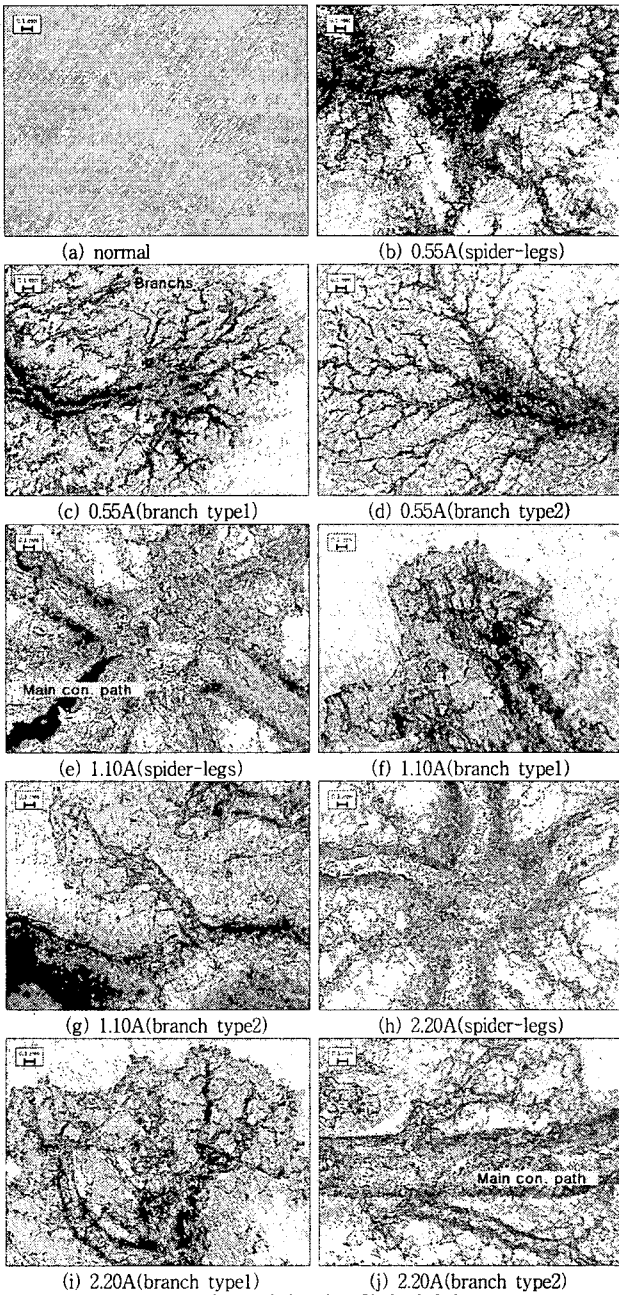 (a) normal
(b) 0.55A(spider-legs)
Branchs
(c) 0.55A(branch type1)
(d) 0.55A(branch type2)
Main con. path
(e) 1.10A(spider-legs)
(f) 1.10A(branch type1)
(g) 1.10A(branch type2)
(h) 2.20A(spider-legs)
Main con. path
(i) 2.20A(branch type1)
(j) 2.20A(branch type2)